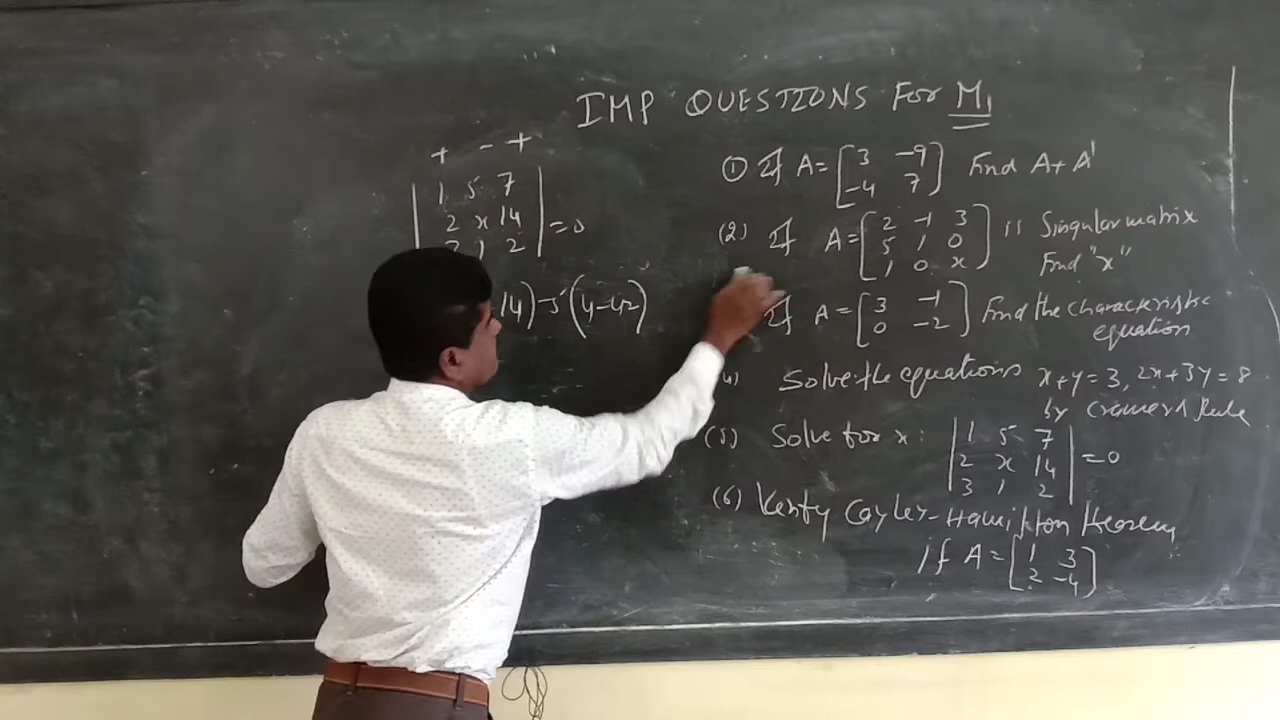 IMP QUESTIONS For M1
+ - +
1 5 7
2 x 14 =0
1 2
14)-5(4-42)
① If A= [3 -9
-4 7] Find A+A'
(2) If A= [2 -1 3
5 1 0
1 0 x] is Singular matrix
Find "x"
If A= [3 -1
0 -2] Find the characteristic
equation
(4) Solve the equations x+y=3, 2x+3y=8
by Cramer's Rule
(5) Solve for x: |1 5 7
2 x 14
3 1 2| =0
(6) Verify Cayley-Hamilton theorem
if A= [1 3
2 -4]